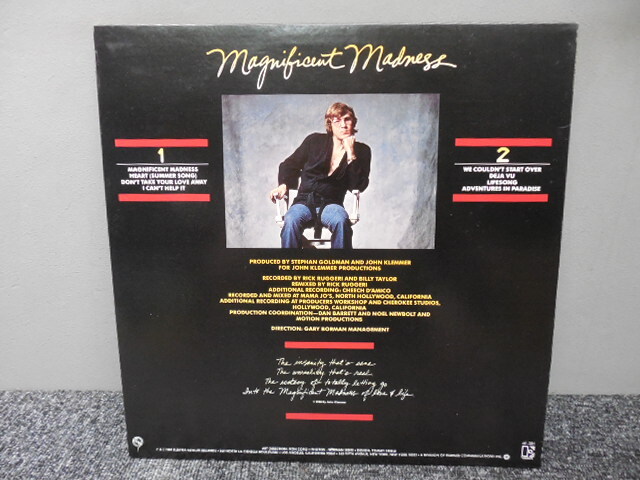 Magnificent Madness
1
MAGNIFICENT MADNESS
HEART (SUMMER SONG)
DON'T TAKE YOUR LOVE AWAY
I CAN'T HELP IT
2
WE COULDN'T START OVER
DEJA VU
LIFESONG
ADVENTURES IN PARADISE
PRODUCED BY STEPHAN GOLDMAN AND JOHN KLEMMER
FOR JOHN KLEMMER PRODUCTIONS
RECORDED BY RICK RUGGERI AND BILLY TAYLOR
REMIXED BY RICK RUGGERI
ADDITIONAL RECORDING: CHEECH D'AMICO
RECORDED AND MIXED AT MAMA JO'S, NORTH HOLLYWOOD, CALIFORNIA
ADDITIONAL RECORDING AT PRODUCERS WORKSHOP AND CHEROKEE STUDIOS,
HOLLYWOOD, CALIFORNIA
PRODUCTION COORDINATION—DAN BARRETT AND NOEL NEWBOLT AND
MOTION PRODUCTIONS
DIRECTION: GARY BORMAN MANAGEMENT
The insanity that's sane
The unreality that's real
The ecstasy of totally letting go
Into the Magnificent Madness of love & life